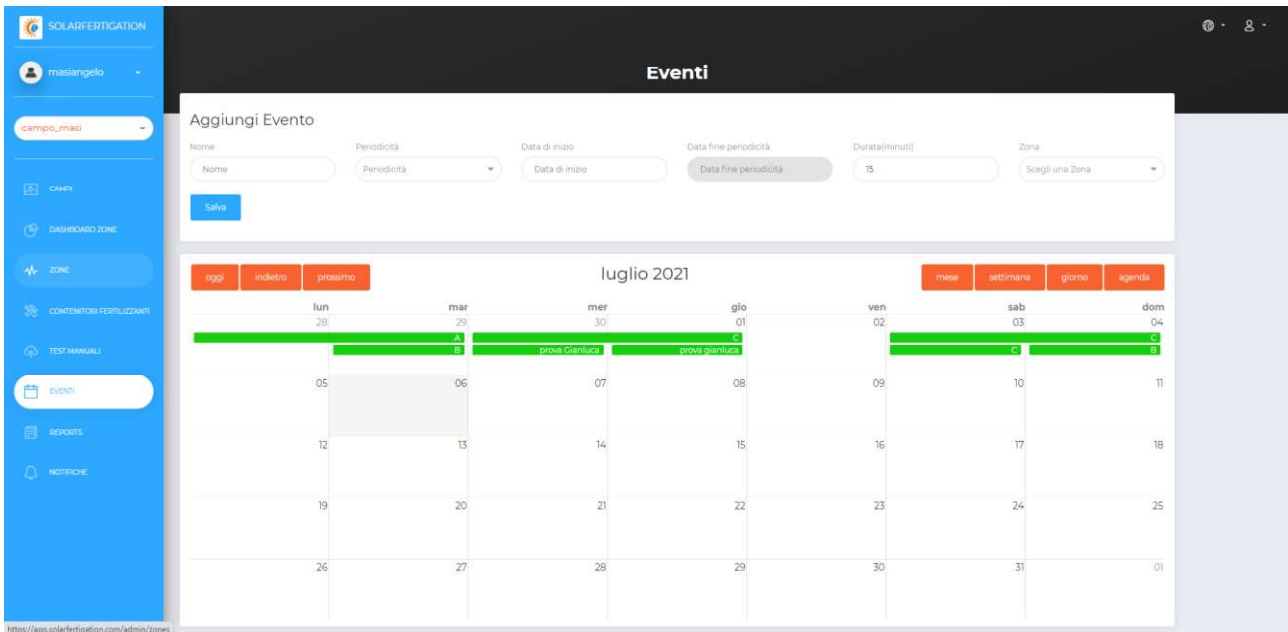 SOLARFERTIGATION
masiangelo
campo_masi
CAMPI
DASHBOARD ZONE
ZONE
CONTENITORI FERTILIZZANTI
TEST MANUALI
EVENTI
REPORTS
NOTIFICHE
Eventi
Aggiungi Evento
Nome Periodicità Data di inizio Data fine periodicità Durata(minuti) Zona
Nome Periodicità Data di inizio Data fine periodicità 15 Scegli una Zona
Salva
oggi indietro prossimo luglio 2021 mese settimana giorno agenda
lun mar mer gio ven sab dom
28 29 30 01 02 03 04
A C C
B prova Gianluca prova gianluca C B
05 06 07 08 09 10 11
12 13 14 15 16 17 18
19 20 21 22 23 24 25
26 27 28 29 30 31 01
https://app.solarfertigation.com/admin/zones